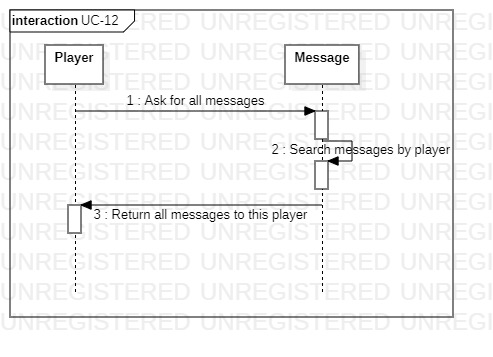 interaction UC-12
Player
Message
1 : Ask for all messages
2 : Search messages by player
3 : Return all messages to this player
UNREGISTERED UNREGISTERED UNREGISTERED